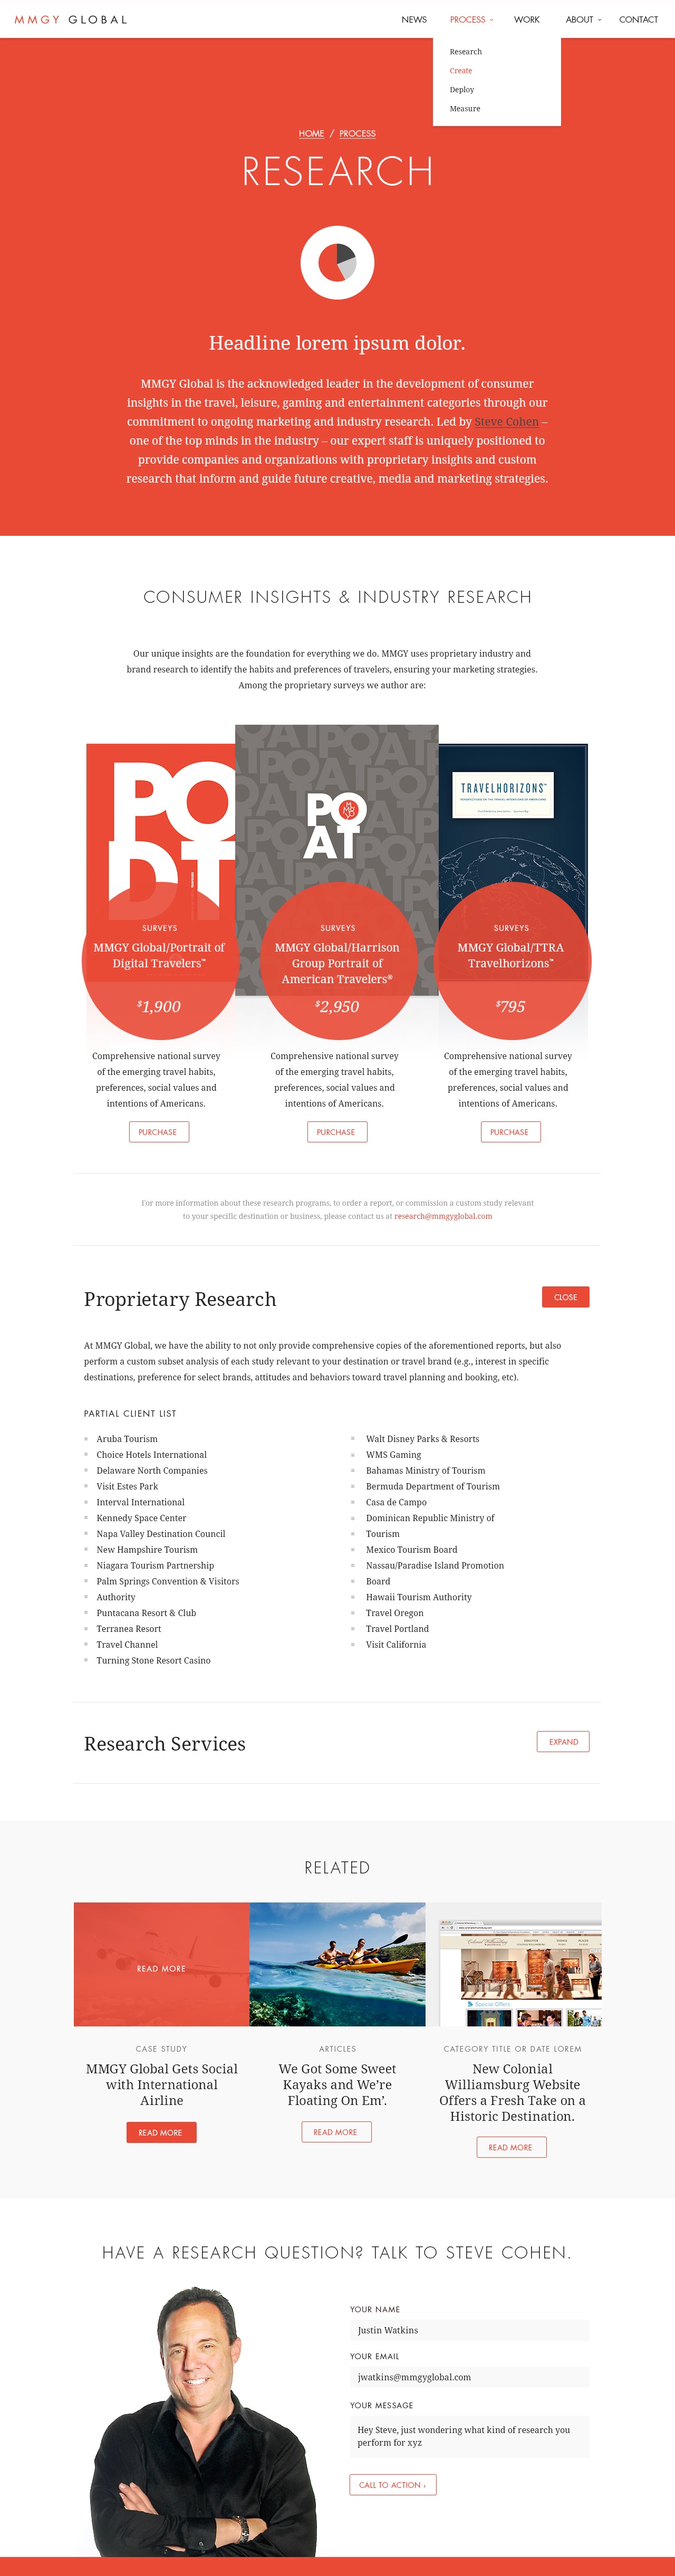 MMGY GLOBAL
NEWS
PROCESS
WORK
ABOUT
CONTACT
Research
Create
Deploy
Measure
HOME / PROCESS
RESEARCH
Headline lorem ipsum dolor.
MMGY Global is the acknowledged leader in the development of consumer
insights in the travel, leisure, gaming and entertainment categories through our
commitment to ongoing marketing and industry research. Led by Steve Cohen –
one of the top minds in the industry – our expert staff is uniquely positioned to
provide companies and organizations with proprietary insights and custom
research that inform and guide future creative, media and marketing strategies.
CONSUMER INSIGHTS & INDUSTRY RESEARCH
Our unique insights are the foundation for everything we do. MMGY uses proprietary industry and
brand research to identify the habits and preferences of travelers, ensuring your marketing strategies.
Among the proprietary surveys we author are:
PO
DT
SURVEYS
MMGY Global/Portrait of
Digital Travelers™
$1,900
Comprehensive national survey
of the emerging travel habits,
preferences, social values and
intentions of Americans.
PURCHASE
PO
AT
SURVEYS
MMGY Global/Harrison
Group Portrait of
American Travelers®
$2,950
Comprehensive national survey
of the emerging travel habits,
preferences, social values and
intentions of Americans.
PURCHASE
TRAVELHORIZONS™
PERSPECTIVES ON THE TRAVEL INTENTIONS OF AMERICANS
SURVEYS
MMGY Global/TTRA
Travelhorizons™
$795
Comprehensive national survey
of the emerging travel habits,
preferences, social values and
intentions of Americans.
PURCHASE
For more information about these research programs, to order a report, or commission a custom study relevant
to your specific destination or business, please contact us at research@mmgyglobal.com
Proprietary Research
CLOSE
At MMGY Global, we have the ability to not only provide comprehensive copies of the aforementioned reports, but also
perform a custom subset analysis of each study relevant to your destination or travel brand (e.g., interest in specific
destinations, preference for select brands, attitudes and behaviors toward travel planning and booking, etc).
PARTIAL CLIENT LIST
Aruba Tourism
Choice Hotels International
Delaware North Companies
Visit Estes Park
Interval International
Kennedy Space Center
Napa Valley Destination Council
New Hampshire Tourism
Niagara Tourism Partnership
Palm Springs Convention & Visitors
Authority
Puntacana Resort & Club
Terranea Resort
Travel Channel
Turning Stone Resort Casino
Walt Disney Parks & Resorts
WMS Gaming
Bahamas Ministry of Tourism
Bermuda Department of Tourism
Casa de Campo
Dominican Republic Ministry of
Tourism
Mexico Tourism Board
Nassau/Paradise Island Promotion
Board
Hawaii Tourism Authority
Travel Oregon
Travel Portland
Visit California
Research Services
EXPAND
RELATED
READ MORE
CASE STUDY
MMGY Global Gets Social
with International
Airline
READ MORE
ARTICLES
We Got Some Sweet
Kayaks and We’re
Floating On Em’.
READ MORE
Special Offers
CATEGORY TITLE OR DATE LOREM
New Colonial
Williamsburg Website
Offers a Fresh Take on a
Historic Destination.
READ MORE
HAVE A RESEARCH QUESTION? TALK TO STEVE COHEN.
YOUR NAME
Justin Watkins
YOUR EMAIL
jwatkins@mmgyglobal.com
YOUR MESSAGE
Hey Steve, just wondering what kind of research you
perform for xyz
CALL TO ACTION ›